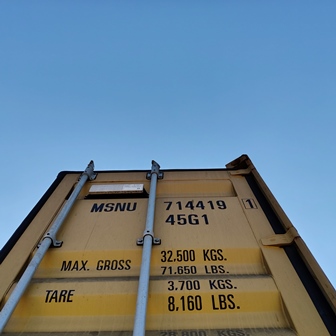 MSNU 714419 1
45G1
MAX. GROSS 32,500 KGS.
71,650 LBS.
TARE 3,700 KGS.
8,160 LBS.